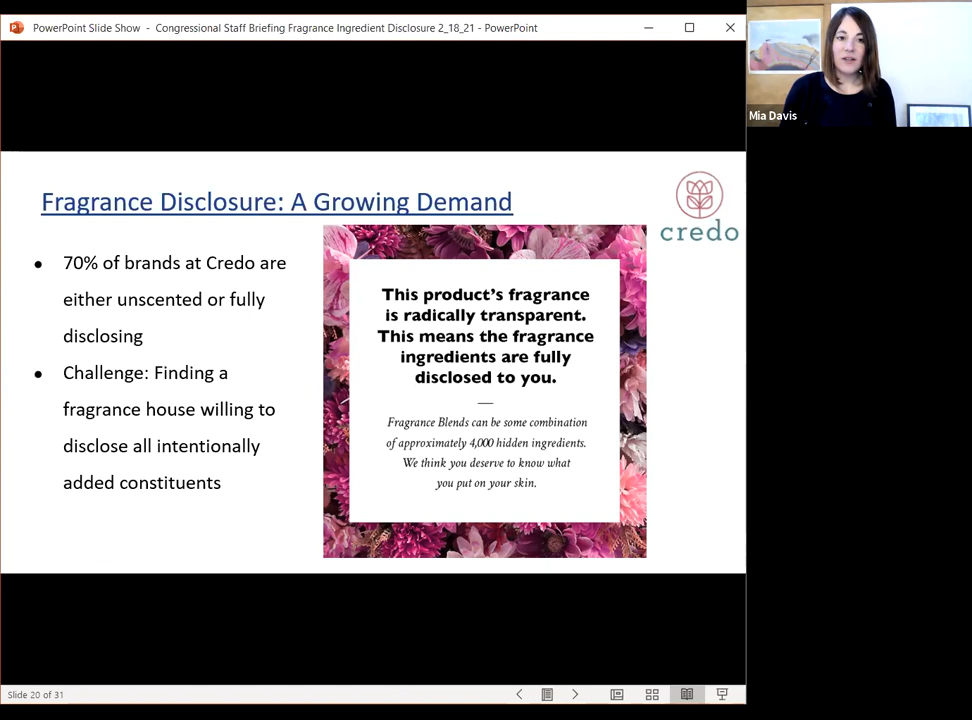 PowerPoint Slide Show - Congressional Staff Briefing Fragrance Ingredient Disclosure 2_18_21 - PowerPoint
Mia Davis
Fragrance Disclosure: A Growing Demand
credo
● 70% of brands at Credo are
either unscented or fully
disclosing
● Challenge: Finding a
fragrance house willing to
disclose all intentionally
added constituents
This product's fragrance
is radically transparent.
This means the fragrance
ingredients are fully
disclosed to you.
Fragrance Blends can be some combination
of approximately 4,000 hidden ingredients.
We think you deserve to know what
you put on your skin.
Slide 20 of 31